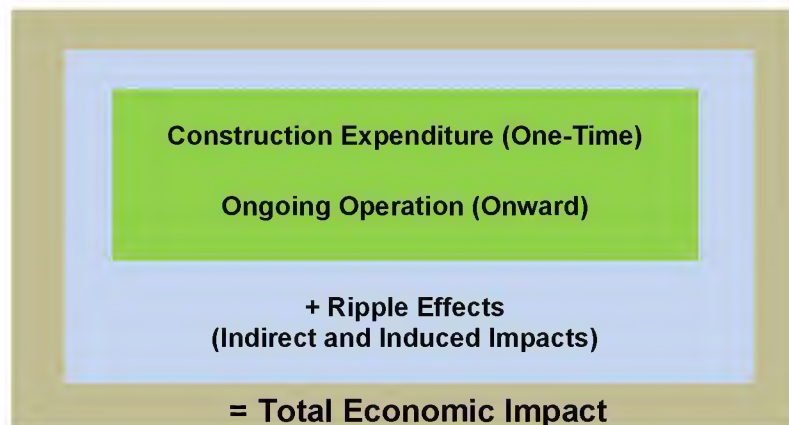 Construction Expenditure (One-Time)
Ongoing Operation (Onward)
+ Ripple Effects
(Indirect and Induced Impacts)
= Total Economic Impact